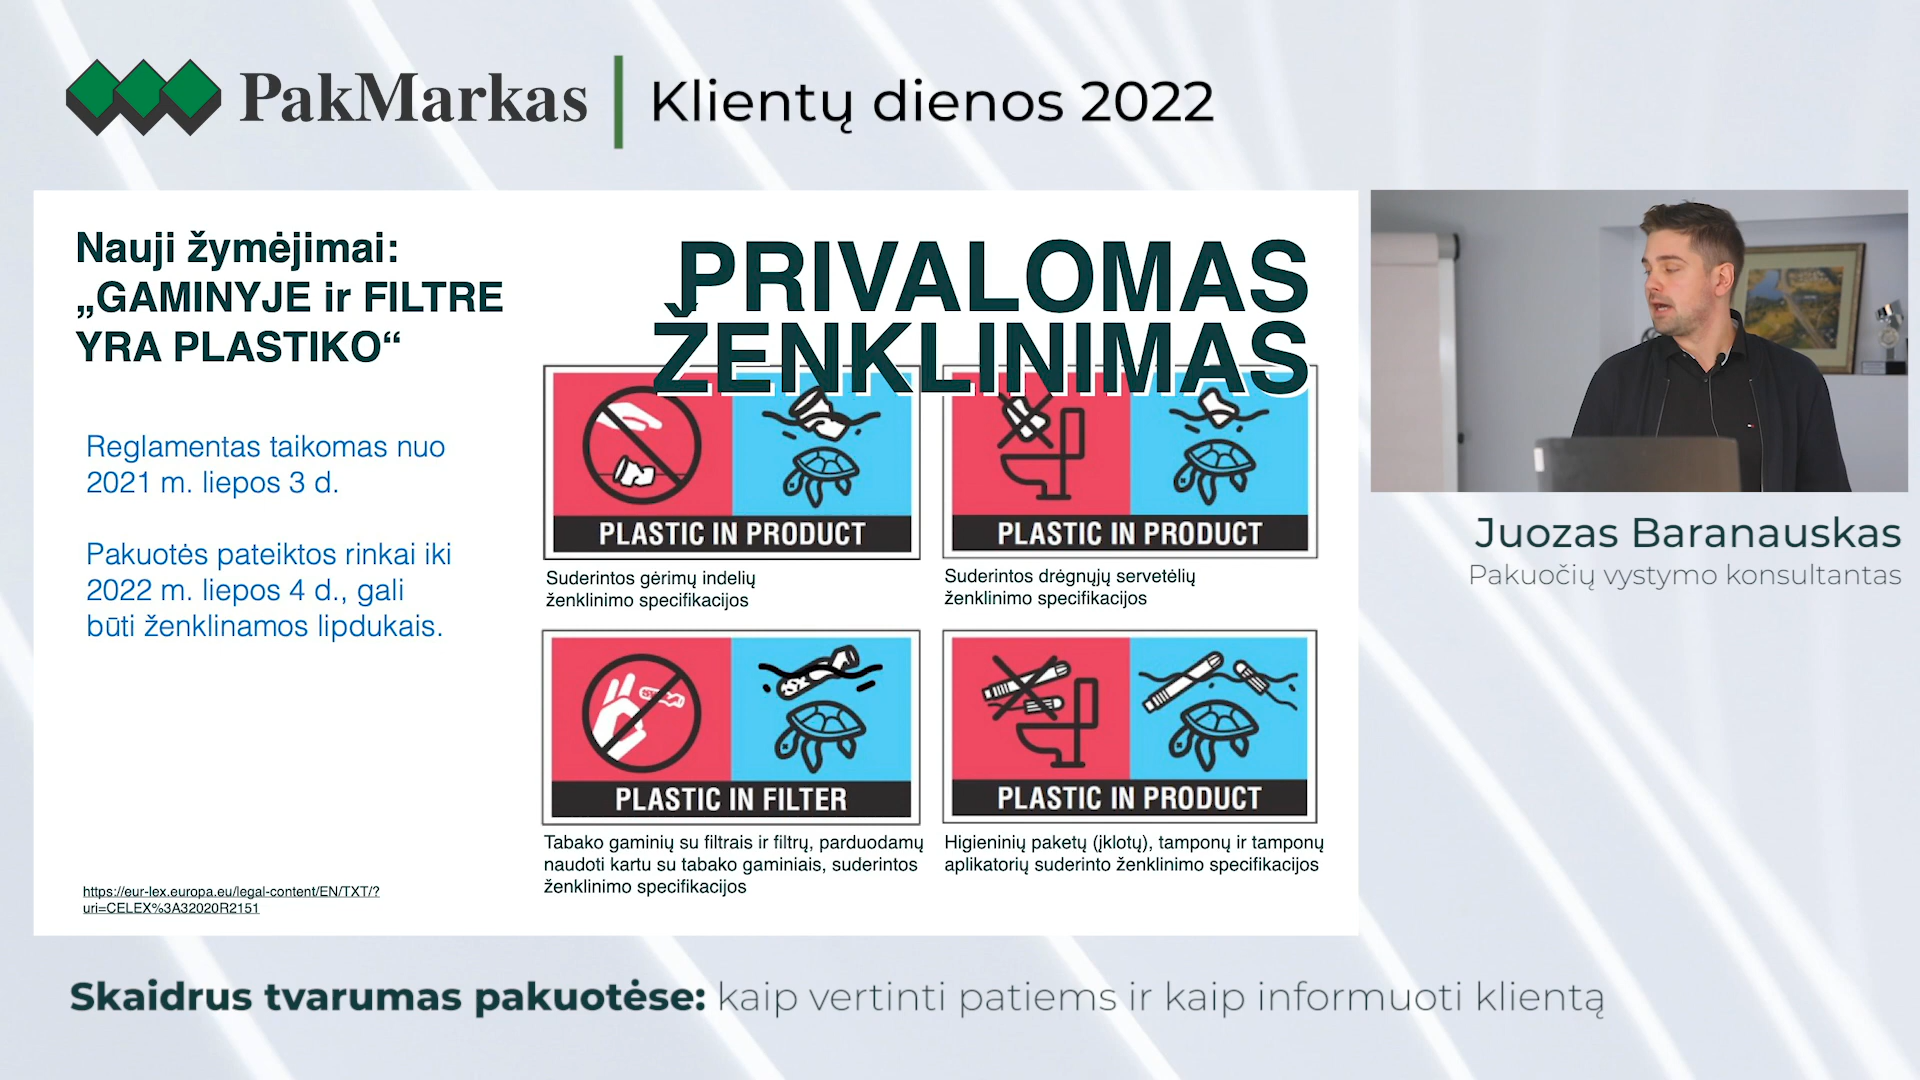 PakMarkas
Klientų dienos 2022
Nauji žymėjimai:
„GAMINYJE ir FILTRE
YRA PLASTIKO“
PRIVALOMAS
ŽENKLINIMAS
Reglamentas taikomas nuo
2021 m. liepos 3 d.
Pakuotės pateiktos rinkai iki
2022 m. liepos 4 d., gali
būti ženklinamos lipdukais.
https://eur-lex.europa.eu/legal-content/EN/TXT/?
uri=CELEX%3A32020R2151
PLASTIC IN PRODUCT
Suderintos gėrimų indelių
ženklinimo specifikacijos
PLASTIC IN PRODUCT
Suderintos drėgnųjų servetėlių
ženklinimo specifikacijos
PLASTIC IN FILTER
Tabako gaminių su filtrais ir filtrų, parduodamų
naudoti kartu su tabako gaminiais, suderintos
ženklinimo specifikacijos
PLASTIC IN PRODUCT
Higieninių paketų (įklotų), tamponų ir tamponų
aplikatorių suderinto ženklinimo specifikacijos
Juozas Baranauskas
Pakuočių vystymo konsultantas
Skaidrus tvarumas pakuotėse: kaip vertinti patiems ir kaip informuoti klientą